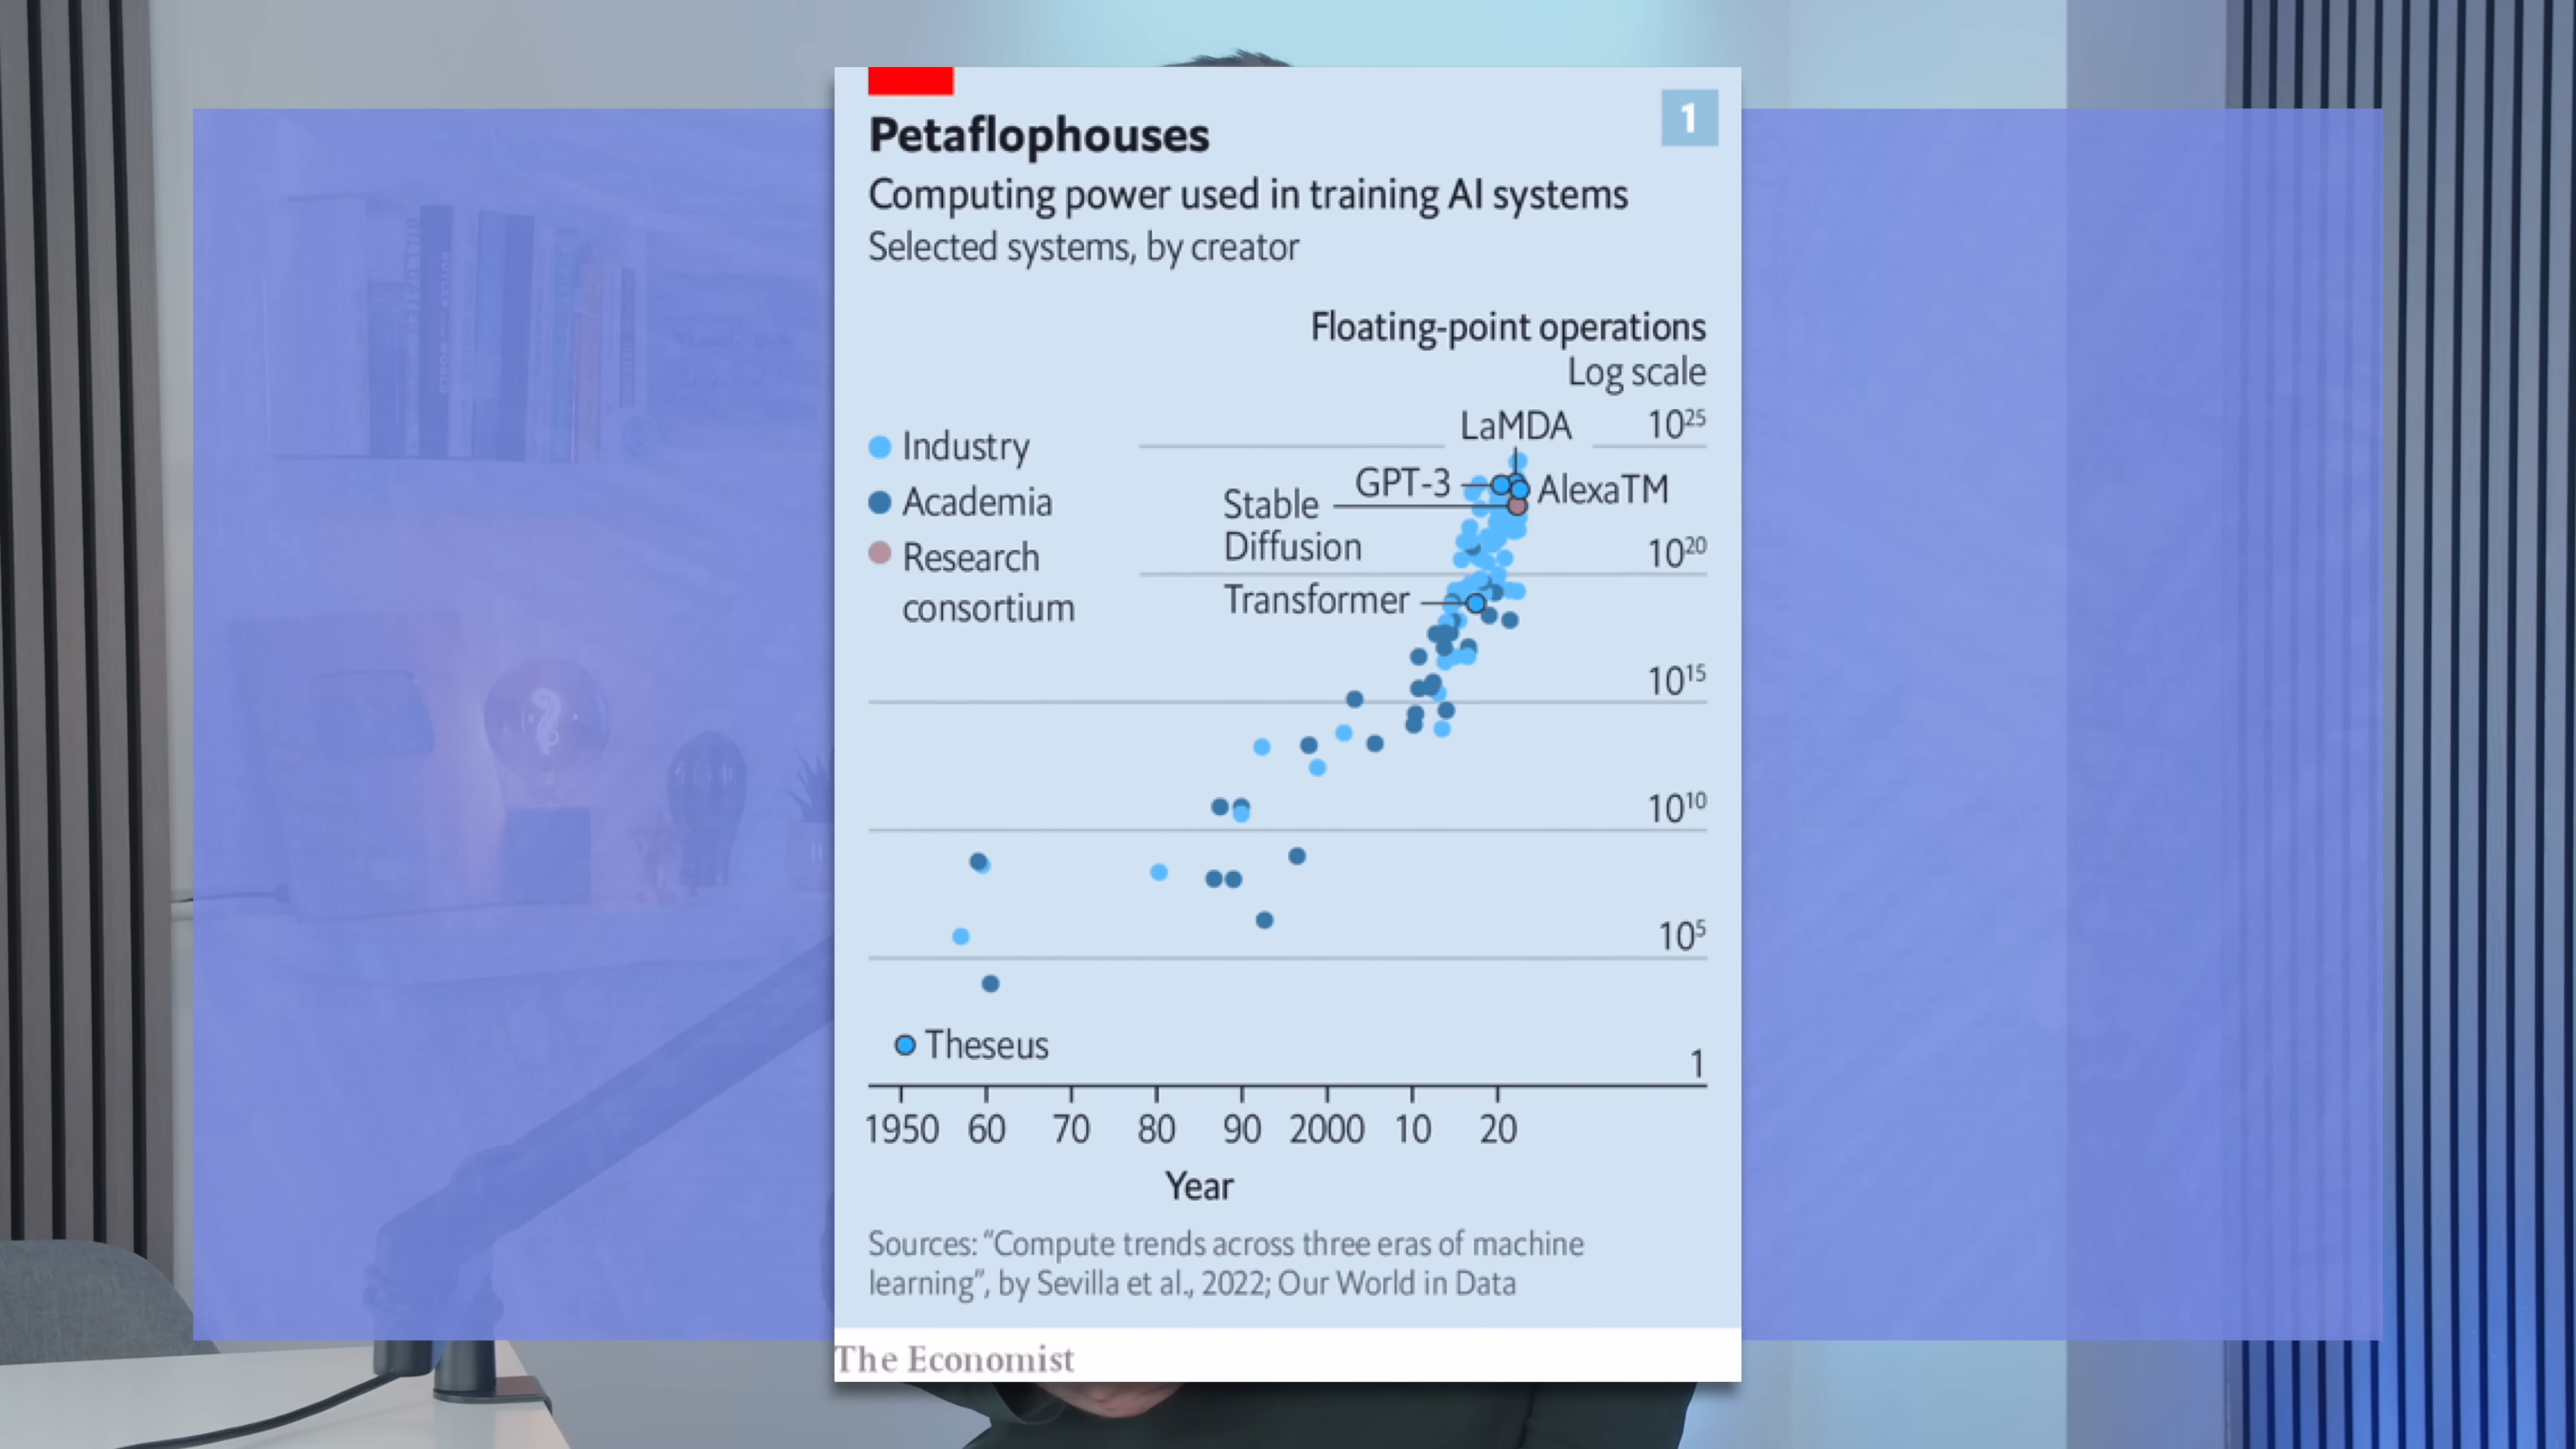 1
Petaflophouses
Computing power used in training AI systems
Selected systems, by creator
Floating-point operations
Log scale
Industry
Academia
Research
consortium
LaMDA
GPT-3
AlexaTM
Stable
Diffusion
Transformer
Theseus
10²⁵
10²⁰
10¹⁵
10¹⁰
10⁵
1
1950 60 70 80 90 2000 10 20
Year
Sources: “Compute trends across three eras of machine
learning”, by Sevilla et al., 2022; Our World in Data
The Economist